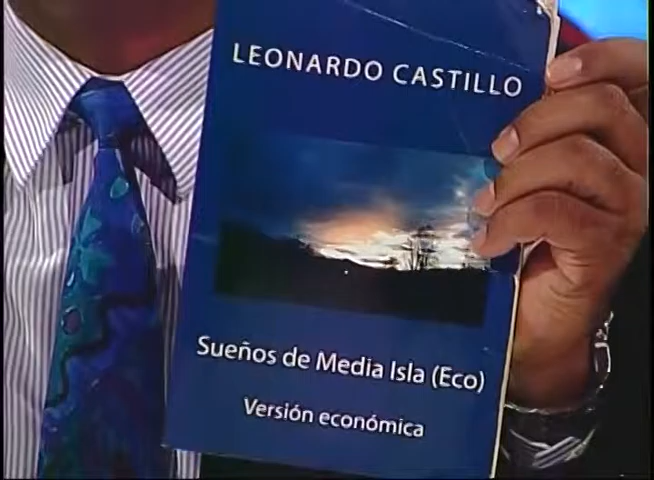 LEONARDO CASTILLO
Sueños de Media Isla (Eco)
Versión económica